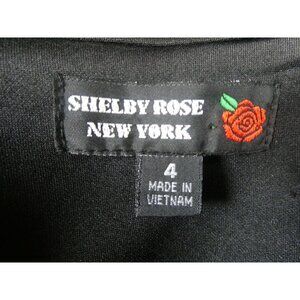 SHELBY ROSE
NEW YORK
4
MADE IN
VIETNAM